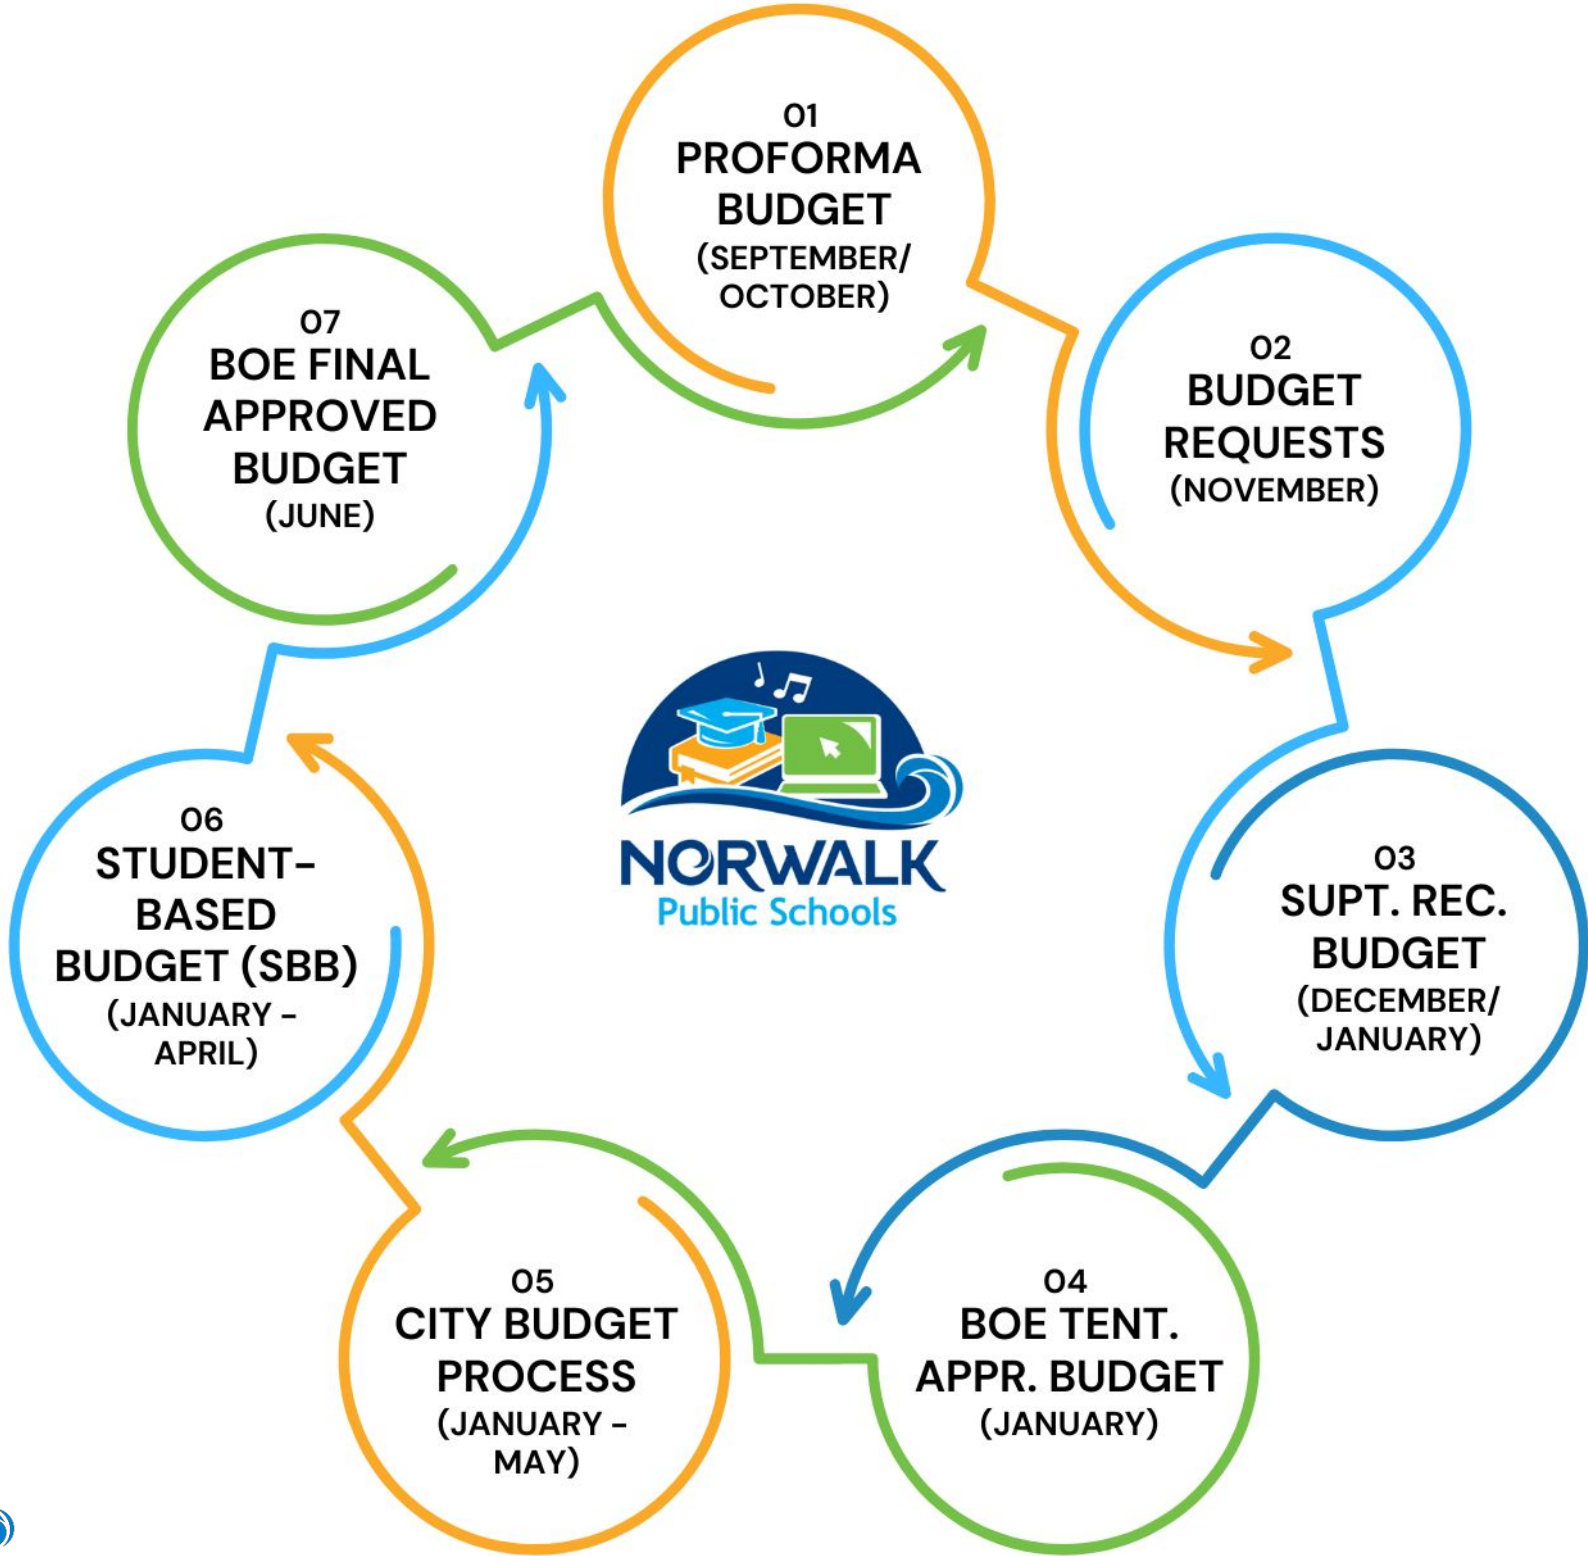 01
PROFORMA
BUDGET
(SEPTEMBER/
OCTOBER)
02
BUDGET
REQUESTS
(NOVEMBER)
03
SUPT. REC.
BUDGET
(DECEMBER/
JANUARY)
04
BOE TENT.
APPR. BUDGET
(JANUARY)
05
CITY BUDGET
PROCESS
(JANUARY -
MAY)
06
STUDENT-
BASED
BUDGET (SBB)
(JANUARY -
APRIL)
07
BOE FINAL
APPROVED
BUDGET
(JUNE)
NORWALK
Public Schools